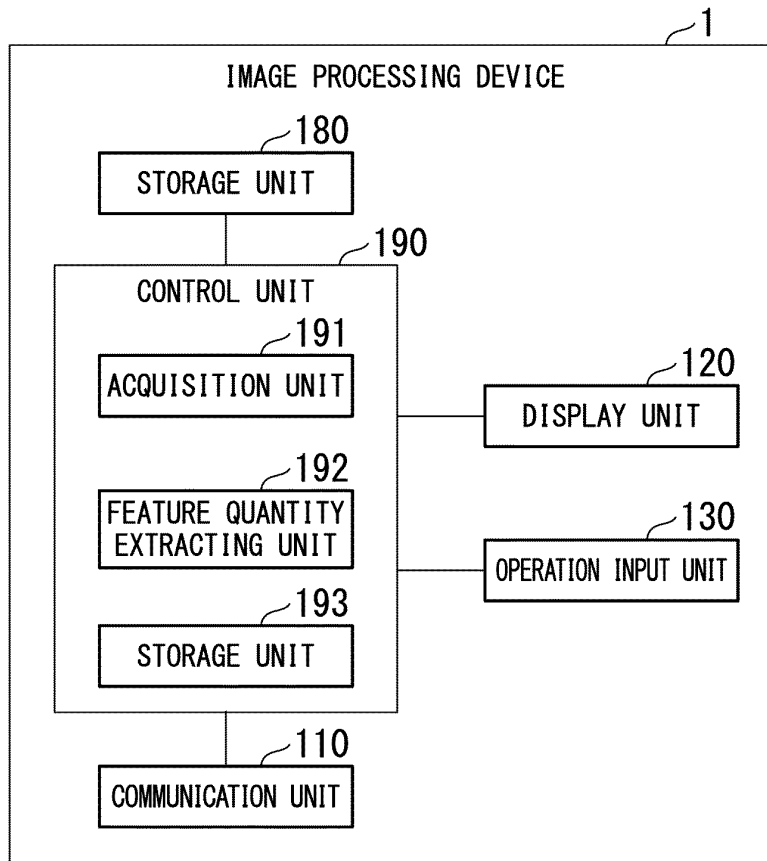 1
IMAGE PROCESSING DEVICE
180
STORAGE UNIT
190
CONTROL UNIT
191
ACQUISITION UNIT
120
DISPLAY UNIT
192
FEATURE QUANTITY
EXTRACTING UNIT
130
OPERATION INPUT UNIT
193
STORAGE UNIT
110
COMMUNICATION UNIT